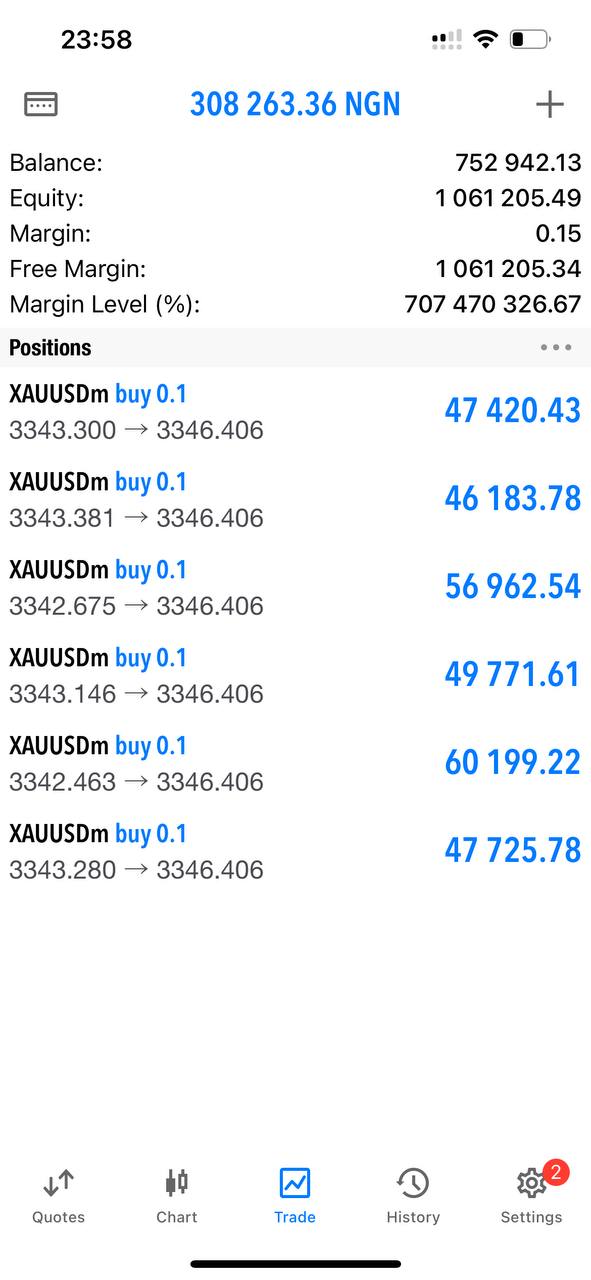 23:58
308 263.36 NGN
Balance: 752 942.13
Equity: 1 061 205.49
Margin: 0.15
Free Margin: 1 061 205.34
Margin Level (%): 707 470 326.67
Positions
XAUUSDm buy 0.1
3343.300 → 3346.406 47 420.43
XAUUSDm buy 0.1
3343.381 → 3346.406 46 183.78
XAUUSDm buy 0.1
3342.675 → 3346.406 56 962.54
XAUUSDm buy 0.1
3343.146 → 3346.406 49 771.61
XAUUSDm buy 0.1
3342.463 → 3346.406 60 199.22
XAUUSDm buy 0.1
3343.280 → 3346.406 47 725.78
2
Quotes Chart Trade History Settings